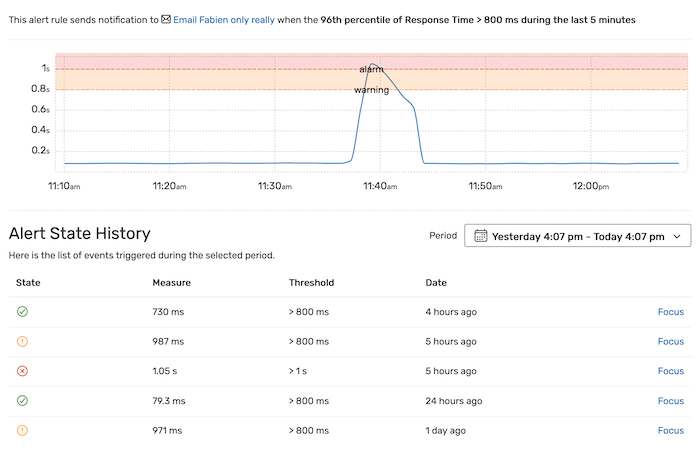 This alert rule sends notification to Email Fabien only really when the 96th percentile of Response Time > 800 ms during the last 5 minutes
1s
alarm
0.8s
warning
0.6s
0.4s
0.2s
11:10am 11:20am 11:30am 11:40am 11:50am 12:00pm
Alert State History
Period Yesterday 4:07 pm - Today 4:07 pm
Here is the list of events triggered during the selected period.
State Measure Threshold Date
730 ms > 800 ms 4 hours ago Focus
987 ms > 800 ms 5 hours ago Focus
1.05 s > 1 s 5 hours ago Focus
79.3 ms > 800 ms 24 hours ago Focus
971 ms > 800 ms 1 day ago Focus